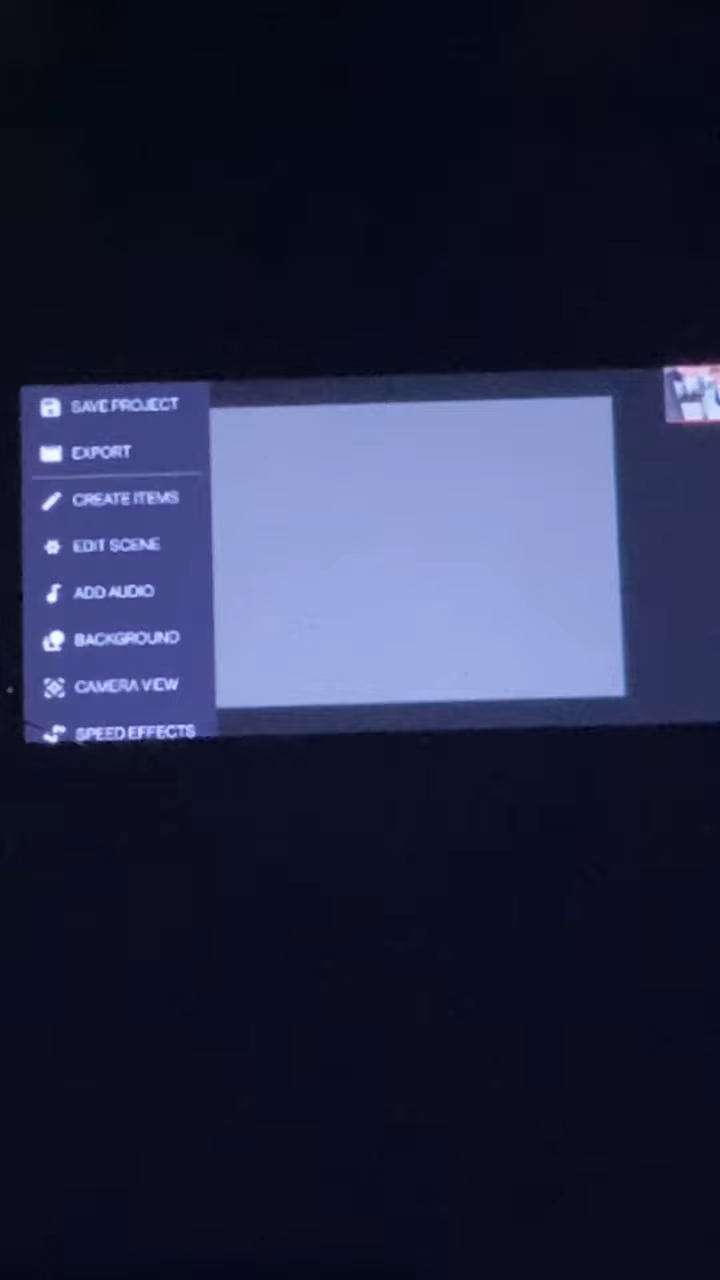 SAVE PROJECT
EXPORT
CREATE ITEMS
EDIT SCENE
ADD AUDIO
BACKGROUND
CAMERA VIEW
SPEED EFFECTS